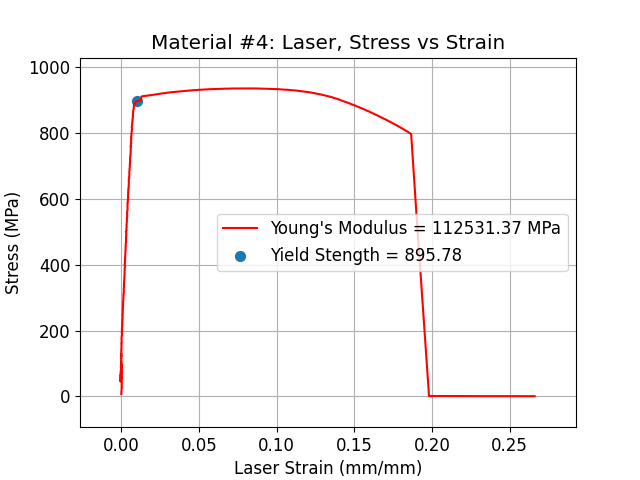 Material #4: Laser, Stress vs Strain
1000
800
600
400
200
0
Stress (MPa)
Young's Modulus = 112531.37 MPa
Yield Stength = 895.78
0.00 0.05 0.10 0.15 0.20 0.25
Laser Strain (mm/mm)